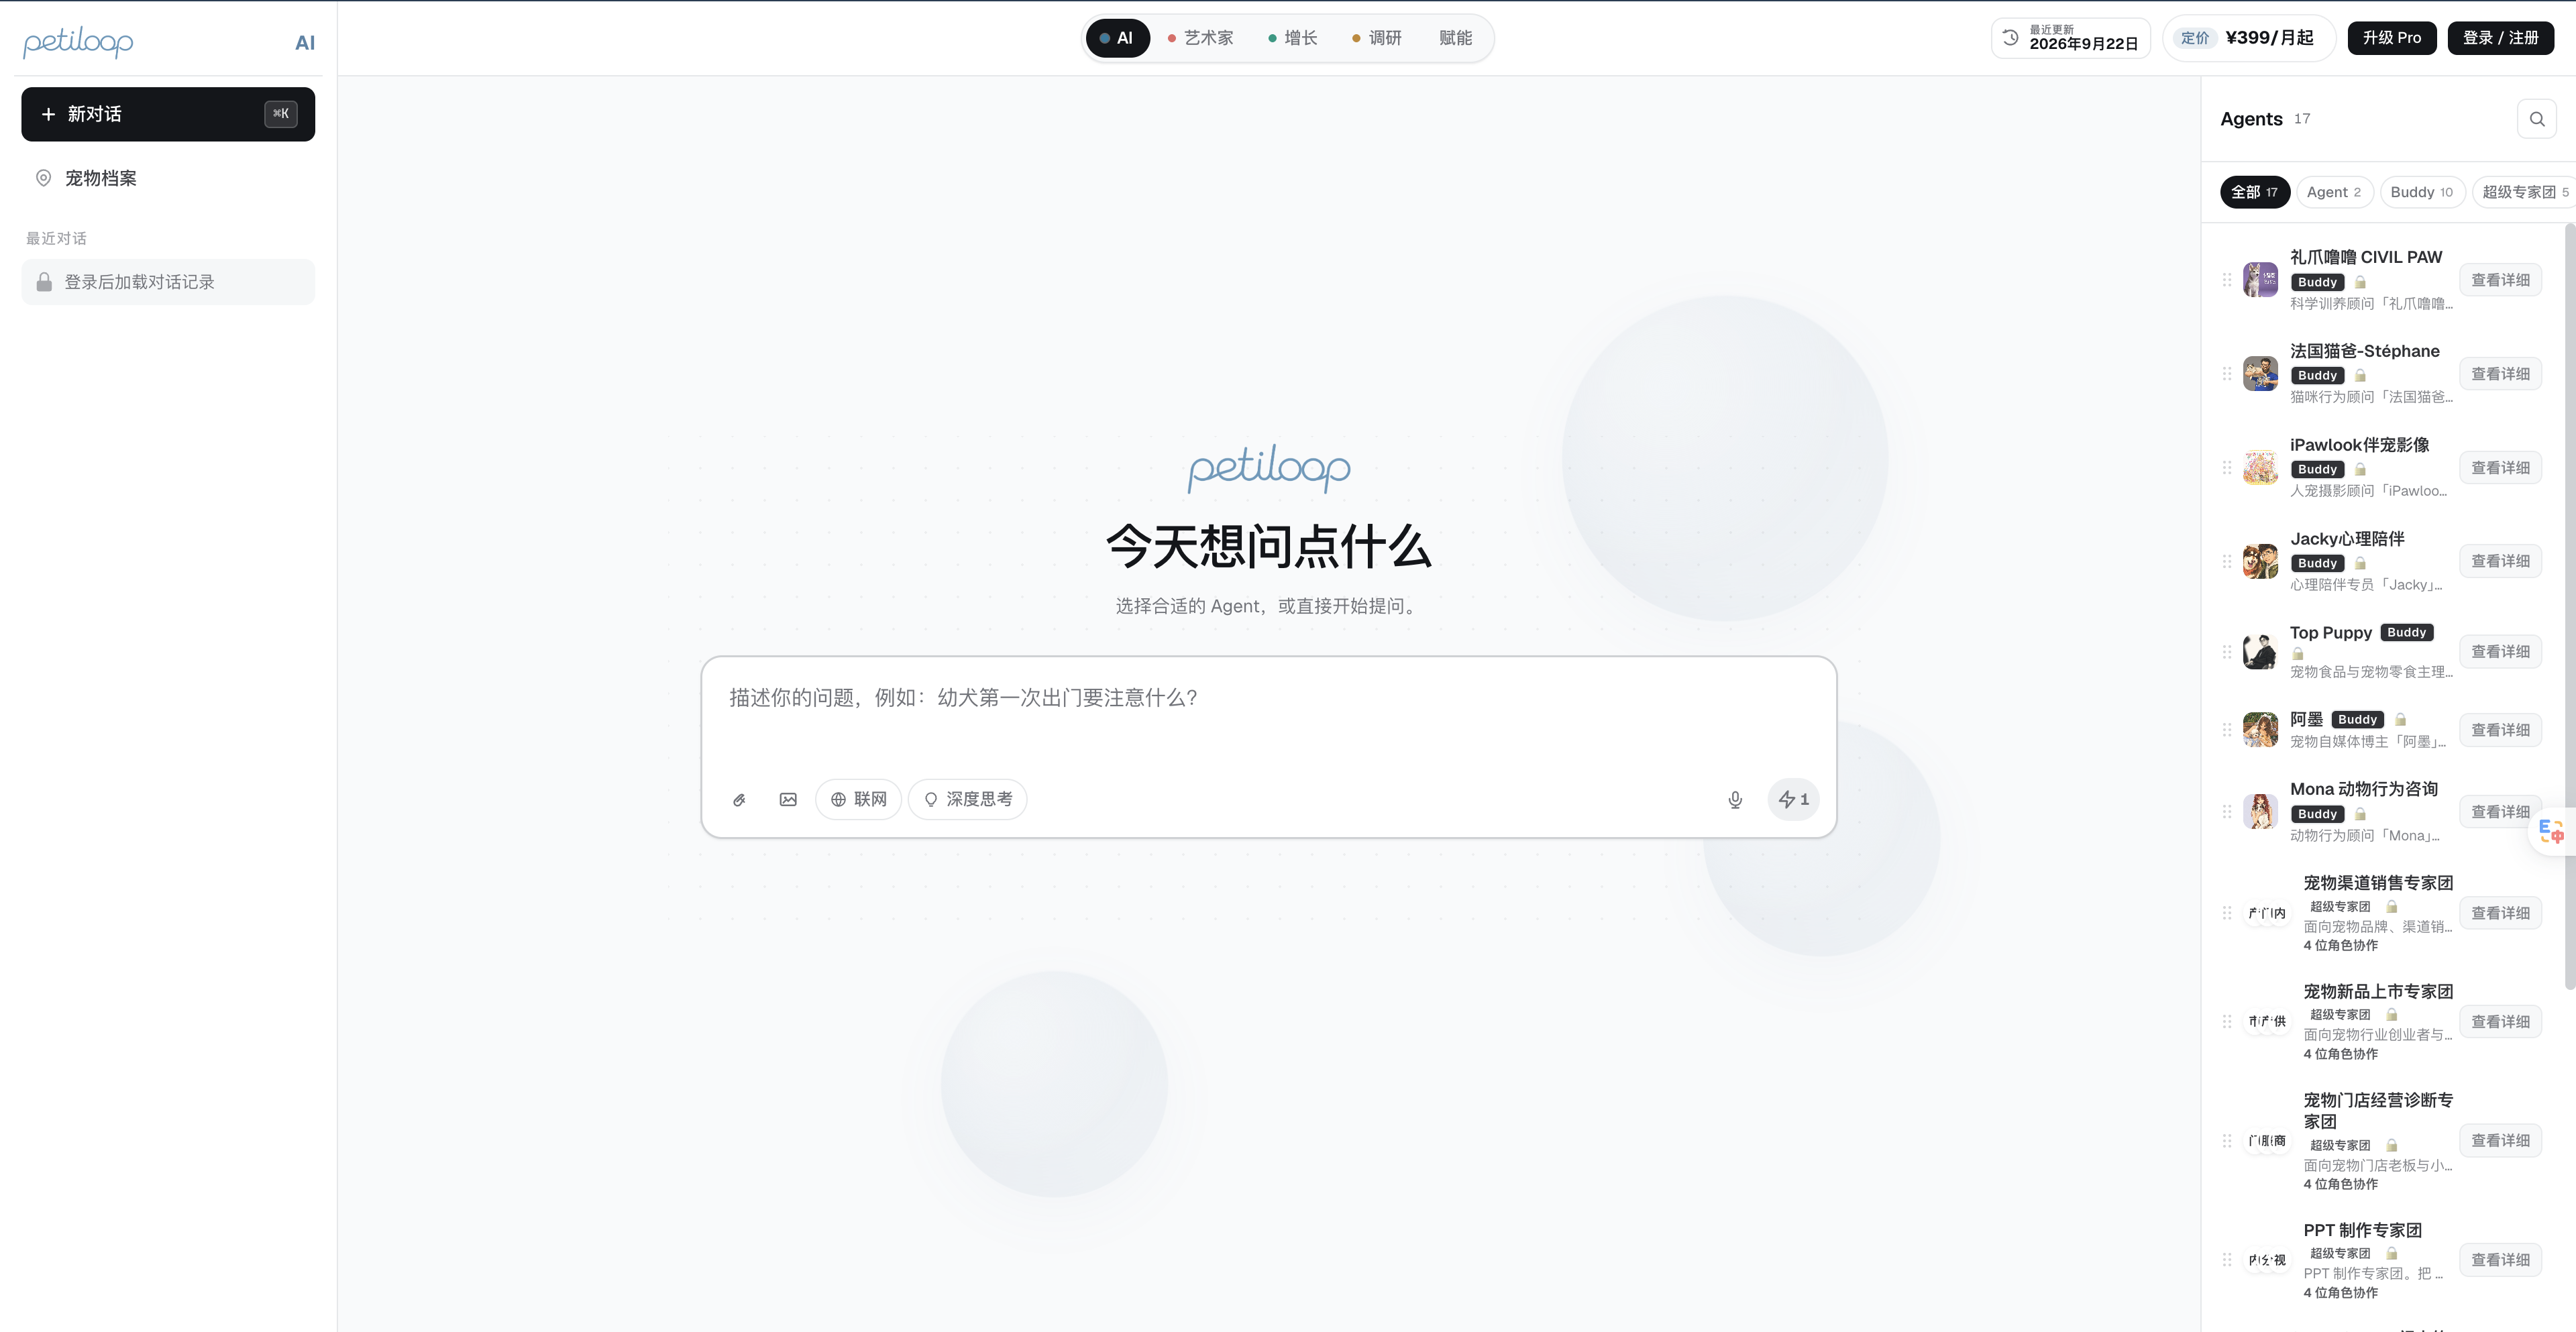 petiloop
AI
新对话
⌘K
宠物档案
最近对话
登录后加载对话记录
AI
艺术家
增长
调研
赋能
最近更新
2026年9月22日
定价 ¥399/月起
升级 Pro
登录 / 注册
petiloop
今天想问点什么
选择合适的 Agent，或直接开始提问。
描述你的问题，例如：幼犬第一次出门要注意什么？
联网
深度思考
1
Agents 17
全部 17
Agent 2
Buddy 10
超级专家团 5
礼爪噜噜 CIVIL PAW
Buddy
科学训养顾问「礼爪噜噜...
查看详细
法国猫爸-Stéphane
Buddy
猫咪行为顾问「法国猫爸...
查看详细
iPawlook伴宠影像
Buddy
人宠摄影顾问「iPawloo...
查看详细
Jacky心理陪伴
Buddy
心理陪伴专员「Jacky」...
查看详细
Top Puppy Buddy
宠物食品与宠物零食主理...
查看详细
阿墨 Buddy
宠物自媒体博主「阿墨」...
查看详细
Mona 动物行为咨询
Buddy
动物行为顾问「Mona」...
查看详细
宠物渠道销售专家团
超级专家团
面向宠物品牌、渠道销...
4 位角色协作
查看详细
宠物新品上市专家团
超级专家团
面向宠物行业创业者与...
4 位角色协作
查看详细
宠物门店经营诊断专
家团
超级专家团
面向宠物门店老板与小...
4 位角色协作
查看详细
PPT 制作专家团
超级专家团
PPT 制作专家团。把 ...
4 位角色协作
查看详细